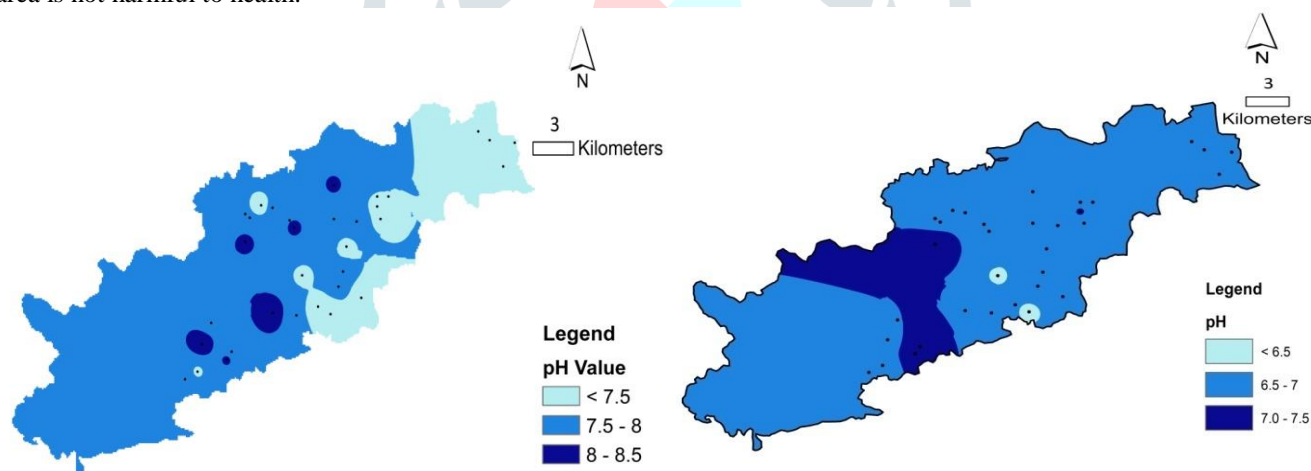 area is not harmful to health.
N
3
Kilometers
Legend
pH Value
< 7.5
7.5 - 8
8 - 8.5
N
3
Kilometers
Legend
pH
< 6.5
6.5 - 7
7.0 - 7.5